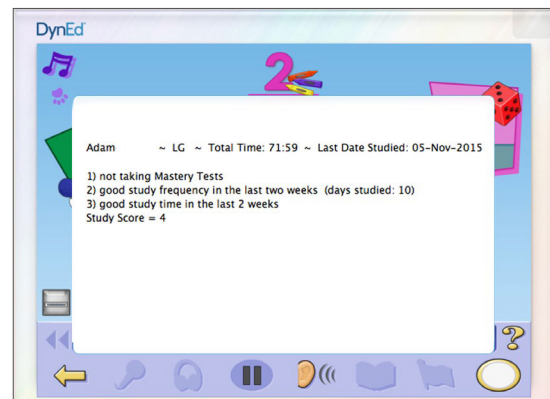 DynEd
2
Adam ~ LG ~ Total Time: 71:59 ~ Last Date Studied: 05-Nov-2015
1) not taking Mastery Tests
2) good study frequency in the last two weeks (days studied: 10)
3) good study time in the last 2 weeks
Study Score = 4
?